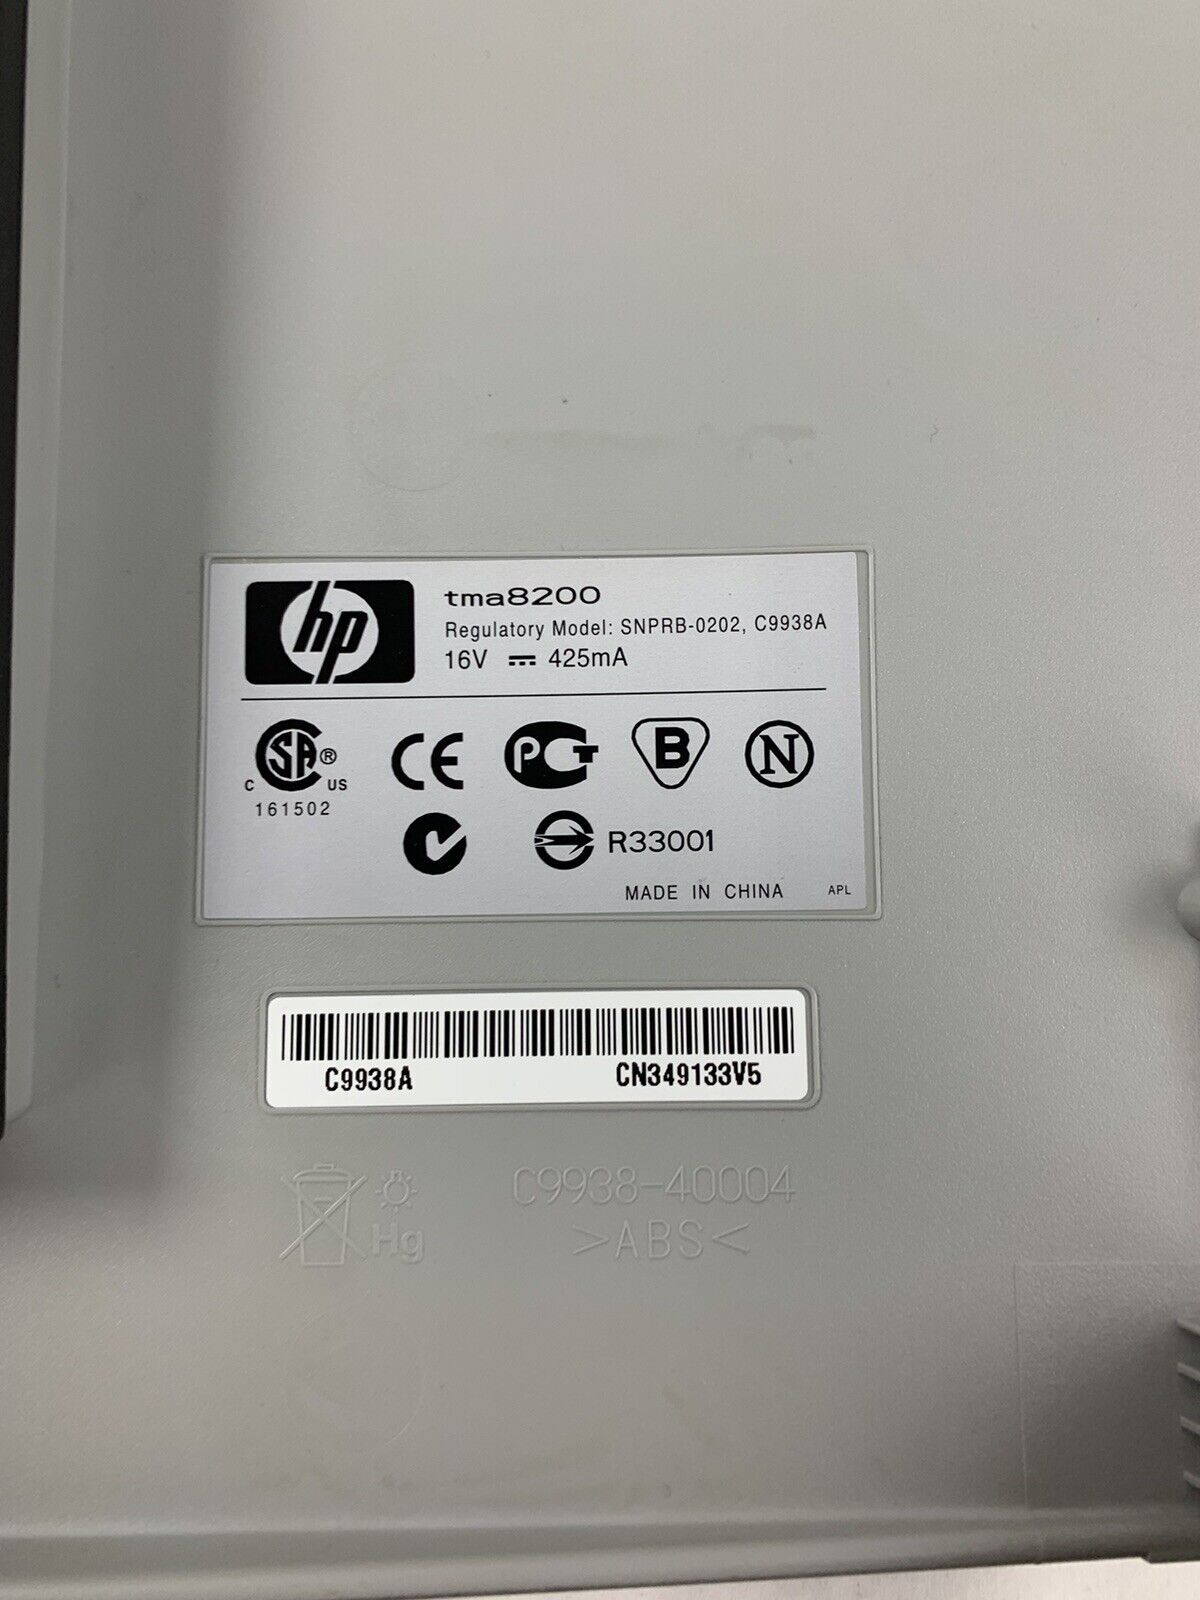 hp
tma8200
Regulatory Model: SNPRB-0202, C9938A
16V ⎓ 425mA
SA ®
C US
161502
CE
PCT
B
N
R33001
MADE IN CHINA APL
C9938A CN349133V5
Hg
C9938-40004
>ABS<